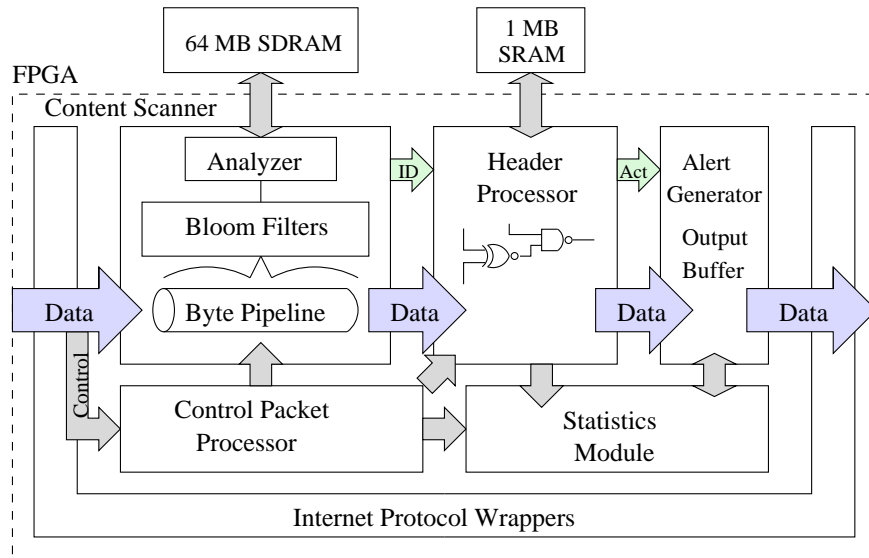 64 MB SDRAM
1 MB
SRAM
FPGA
Content Scanner
Analyzer
ID
Header
Processor
Act
Alert
Generator
Bloom Filters
Output
Buffer
Data
Byte Pipeline
Data
Data
Data
Control
Control Packet
Processor
Statistics
Module
Internet Protocol Wrappers